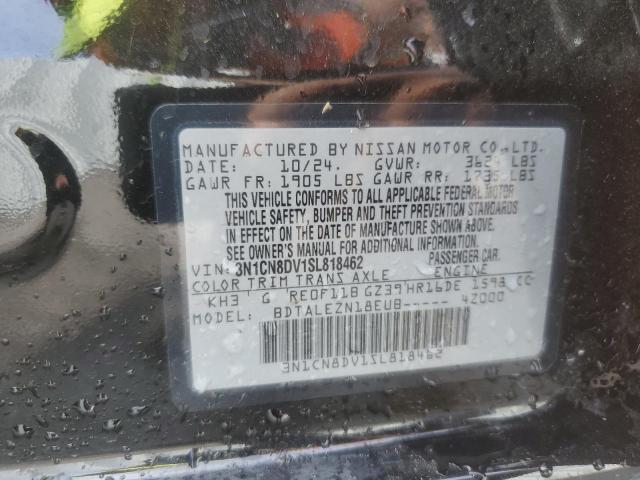 MANUFACTURED BY NISSAN MOTOR CO.,LTD.
DATE: 10/24. GVWR: LBS
GAWR FR: 1905 LBS GAWR RR: 1735 LBS
THIS VEHICLE CONFORMS TO ALL APPLICABLE FEDERAL MOTOR
VEHICLE SAFETY, BUMPER AND THEFT PREVENTION STANDARDS
IN EFFECT ON THE DATE OF MANUFACTURE SHOWN ABOVE.
SEE OWNER'S MANUAL FOR ADDITIONAL INFORMATION.
VIN: 3N1CN8DV1SL818462 PASSENGER CAR.
COLOR TRIM TRANS AXLE ENGINE
KH3 G RE0F11B GZ39 HR16DE 1598 CC
MODEL: BDTALEZN18EUB----- 4Z000
3N1CN8DV1SL818462